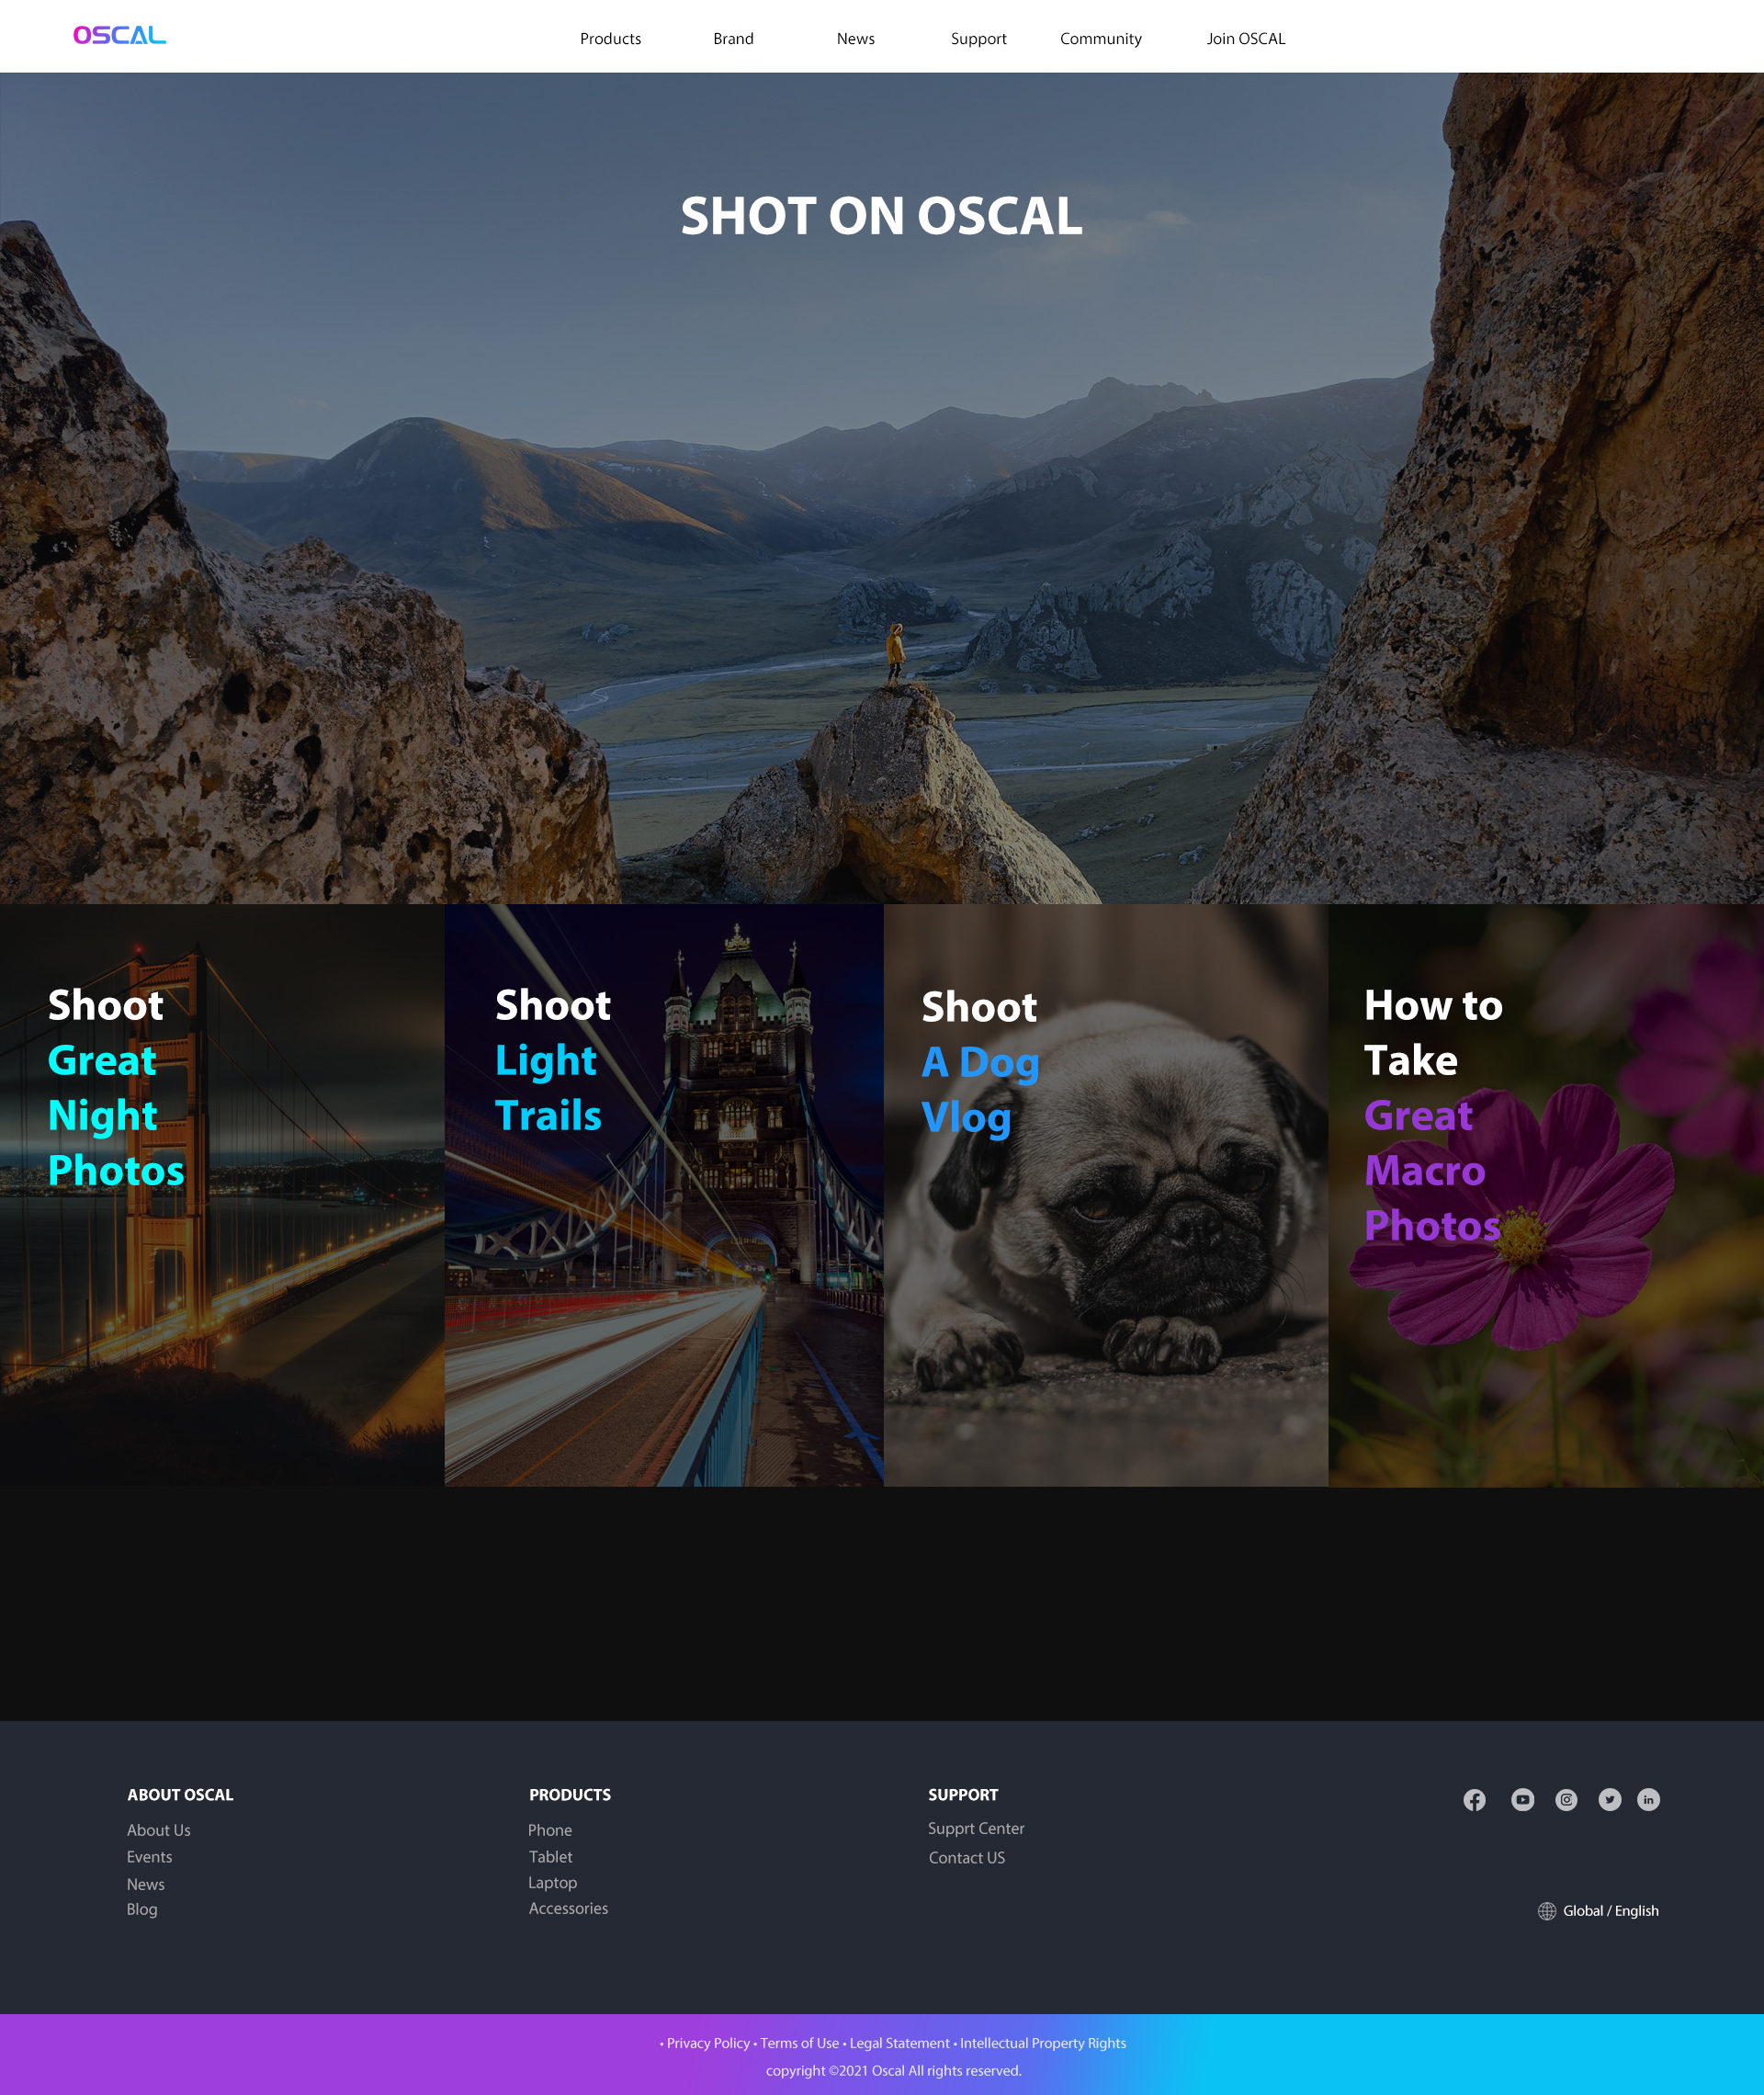 OSCAL
Products Brand News Support Community Join OSCAL
SHOT ON OSCAL
Shoot
Great
Night
Photos
Shoot
Light
Trails
Shoot
A Dog
Vlog
How to
Take
Great
Macro
Photos
ABOUT OSCAL
About Us
Events
News
Blog
PRODUCTS
Phone
Tablet
Laptop
Accessories
SUPPORT
Supprt Center
Contact US
in
Global / English
• Privacy Policy • Terms of Use • Legal Statement • Intellectual Property Rights
copyright ©2021 Oscal All rights reserved.